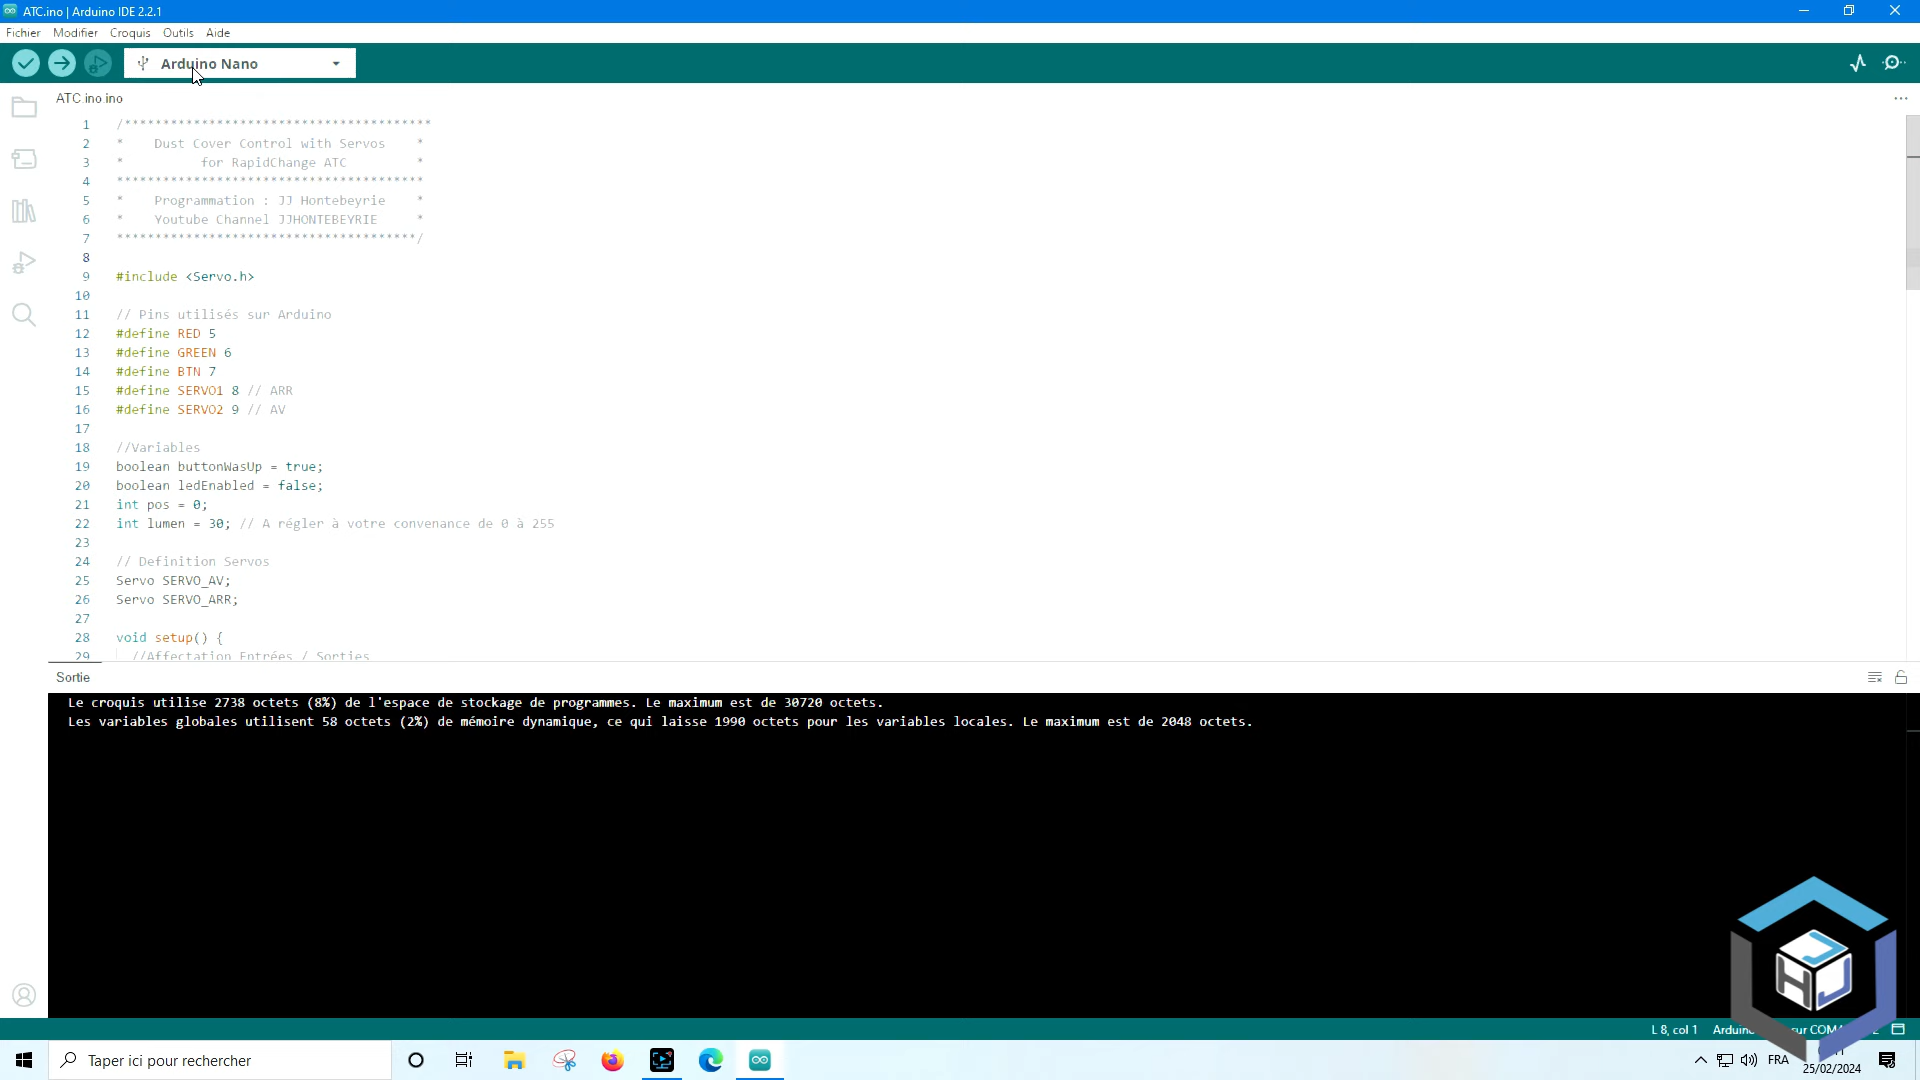 ATC.ino | Arduino IDE 2.2.1
Fichier Modifier Croquis Outils Aide
Arduino Nano
ATC.ino.ino
...
1 /****************************************
2 * Dust Cover Control with Servos *
3 * for RapidChange ATC *
4 ****************************************
5 * Programmation : JJ Hontebeyrie *
6 * Youtube Channel JJHONTEBEYRIE *
7 ***************************************/
8
9 #include <Servo.h>
10
11 // Pins utilisés sur Arduino
12 #define RED 5
13 #define GREEN 6
14 #define BTN 7
15 #define SERVO1 8 // ARR
16 #define SERVO2 9 // AV
17
18 //Variables
19 boolean buttonWasUp = true;
20 boolean ledEnabled = false;
21 int pos = 0;
22 int lumen = 30; // A régler à votre convenance de 0 à 255
23
24 // Definition Servos
25 Servo SERVO_AV;
26 Servo SERVO_ARR;
27
28 void setup() {
29 //Affectation Entrées / Sorties
Sortie
Le croquis utilise 2738 octets (8%) de l'espace de stockage de programmes. Le maximum est de 30720 octets.
Les variables globales utilisent 58 octets (2%) de mémoire dynamique, ce qui laisse 1990 octets pour les variables locales. Le maximum est de 2048 octets.
HJJ
L 8, col 1 Arduino sur
Taper ici pour rechercher
FRA
25/02/2024